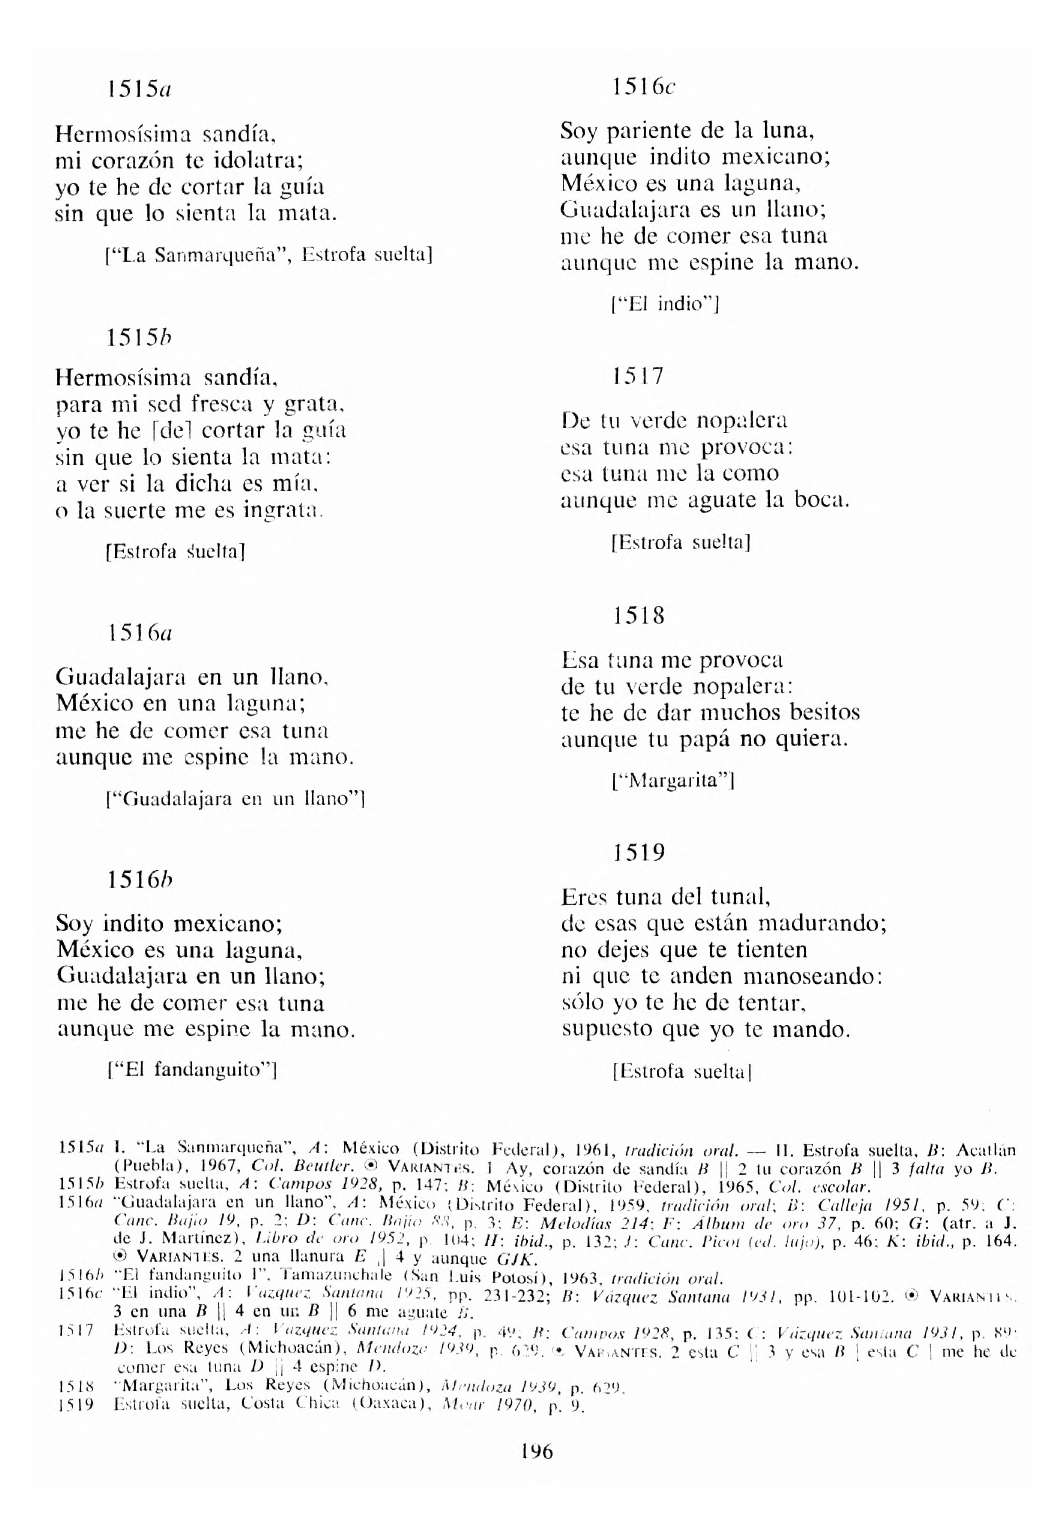 1515a
Hermosísima sandía,
mi corazón te idolatra;
yo te he de cortar la guía
sin que lo sienta la mata.
[“La Sanmarqueña”, Estrofa suelta]
1515b
Hermosísima sandía,
para mi sed fresca y grata,
yo te he [de] cortar la guía
sin que lo sienta la mata:
a ver si la dicha es mía,
o la suerte me es ingrata.
[Estrofa suelta]
1516a
Guadalajara en un llano,
México en una laguna;
me he de comer esa tuna
aunque me espine la mano.
[“Guadalajara en un llano”]
1516b
Soy indito mexicano;
México es una laguna,
Guadalajara en un llano;
me he de comer esa tuna
aunque me espine la mano.
[“El fandanguito”]
1516c
Soy pariente de la luna,
aunque indito mexicano;
México es una laguna,
Guadalajara es un llano;
me he de comer esa tuna
aunque me espine la mano.
[“El indio”]
1517
De tu verde nopalera
esa tuna me provoca:
esa tuna me la como
aunque me aguate la boca.
[Estrofa suelta]
1518
Esa tuna me provoca
de tu verde nopalera:
te he de dar muchos besitos
aunque tu papá no quiera.
[“Margarita”]
1519
Eres tuna del tunal,
de esas que están madurando;
no dejes que te tienten
ni que te anden manoseando:
sólo yo te he de tentar,
supuesto que yo te mando.
[Estrofa suelta]
1515a I. “La Sanmarqueña”, A: México (Distrito Federal), 1961, tradición oral. — II. Estrofa suelta, B: Acatlán
(Puebla), 1967, Col. Beutler. ⦿ VARIANTES. 1 Ay, corazón de sandía B || 2 tu corazón B || 3 falta yo B.
1515b Estrofa suelta, A: Campos 1928, p. 147; B: México (Distrito Federal), 1965, Col. escolar.
1516a “Guadalajara en un llano”, A: México (Distrito Federal), 1959, tradición oral; B: Calleja 1951, p. 59; C:
Canc. Bajío 19, p. 2; D: Canc. Bajío 88, p. 3; E: Melodías 214; F: Álbum de oro 37, p. 60; G: (atr. a J.
de J. Martínez), Libro de oro 1952, p. 104; H: ibid., p. 132; J: Canc. Picot (ed. lujo), p. 46; K: ibid., p. 164.
⦿ VARIANTES. 2 una llanura E || 4 y aunque GJK.
1516b “El fandanguito I”, Tamazunchale (San Luis Potosí), 1963, tradición oral.
1516c “El indio”, A: Vázquez Santana 1925, pp. 231-232; B: Vázquez Santana 1931, pp. 101-102. ⦿ VARIANTES.
3 en una B || 4 en un B || 6 me aguate B.
1517 Estrofa suelta, A: Vázquez Santana 1924, p. 49; B: Campos 1928, p. 135; C: Vázquez Santana 1931, p. 89;
D: Los Reyes (Michoacán), Mendoza 1939, p. 629. ⦿ VARIANTES. 2 esta C || 3 y esa B | esta C | me he de
comer esa tuna D || 4 espine D.
1518 “Margarita”, Los Reyes (Michoacán), Mendoza 1939, p. 629.
1519 Estrofa suelta, Costa Chica (Oaxaca), 1970, p. 9.
196